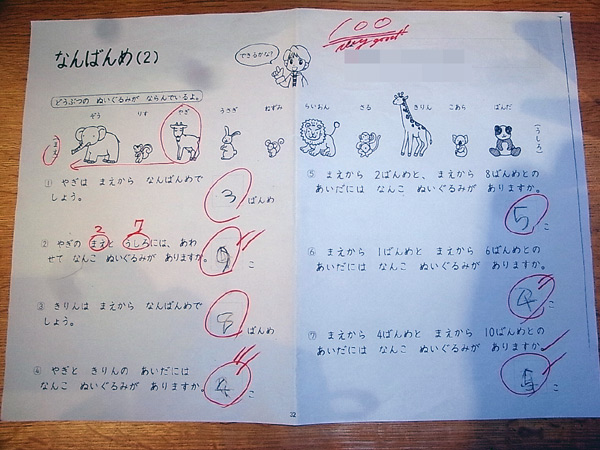 なんばんめ(2)
できるかな?
100
very good!!
どうぶつの ぬいぐるみが ならんでいるよ。
(まえ)
ぞう りす やぎ うさぎ ねずみ らいおん さる きりん こあら ぱんだ
(うしろ)
① やぎは まえから なんばんめで
しょう。
3 ばんめ
2 7
② やぎの まえと うしろには、あわ
せて なんこ ぬいぐるみが ありますか。
9 こ
③ きりんは まえから なんばんめで
しょう。
8 ばんめ
④ やぎと きりんの あいだには
なんこ ぬいぐるみが ありますか。
4 こ
⑤ まえから 2ばんめと、まえから 8ばんめとの
あいだには なんこ ぬいぐるみが ありますか。
5 こ
⑥ まえから 1ばんめと まえから 6ばんめとの
あいだには なんこ ぬいぐるみが ありますか。
4 こ
⑦ まえから 4ばんめと まえから 10ばんめとの
あいだには なんこ ぬいぐるみが ありますか。
5 こ
32